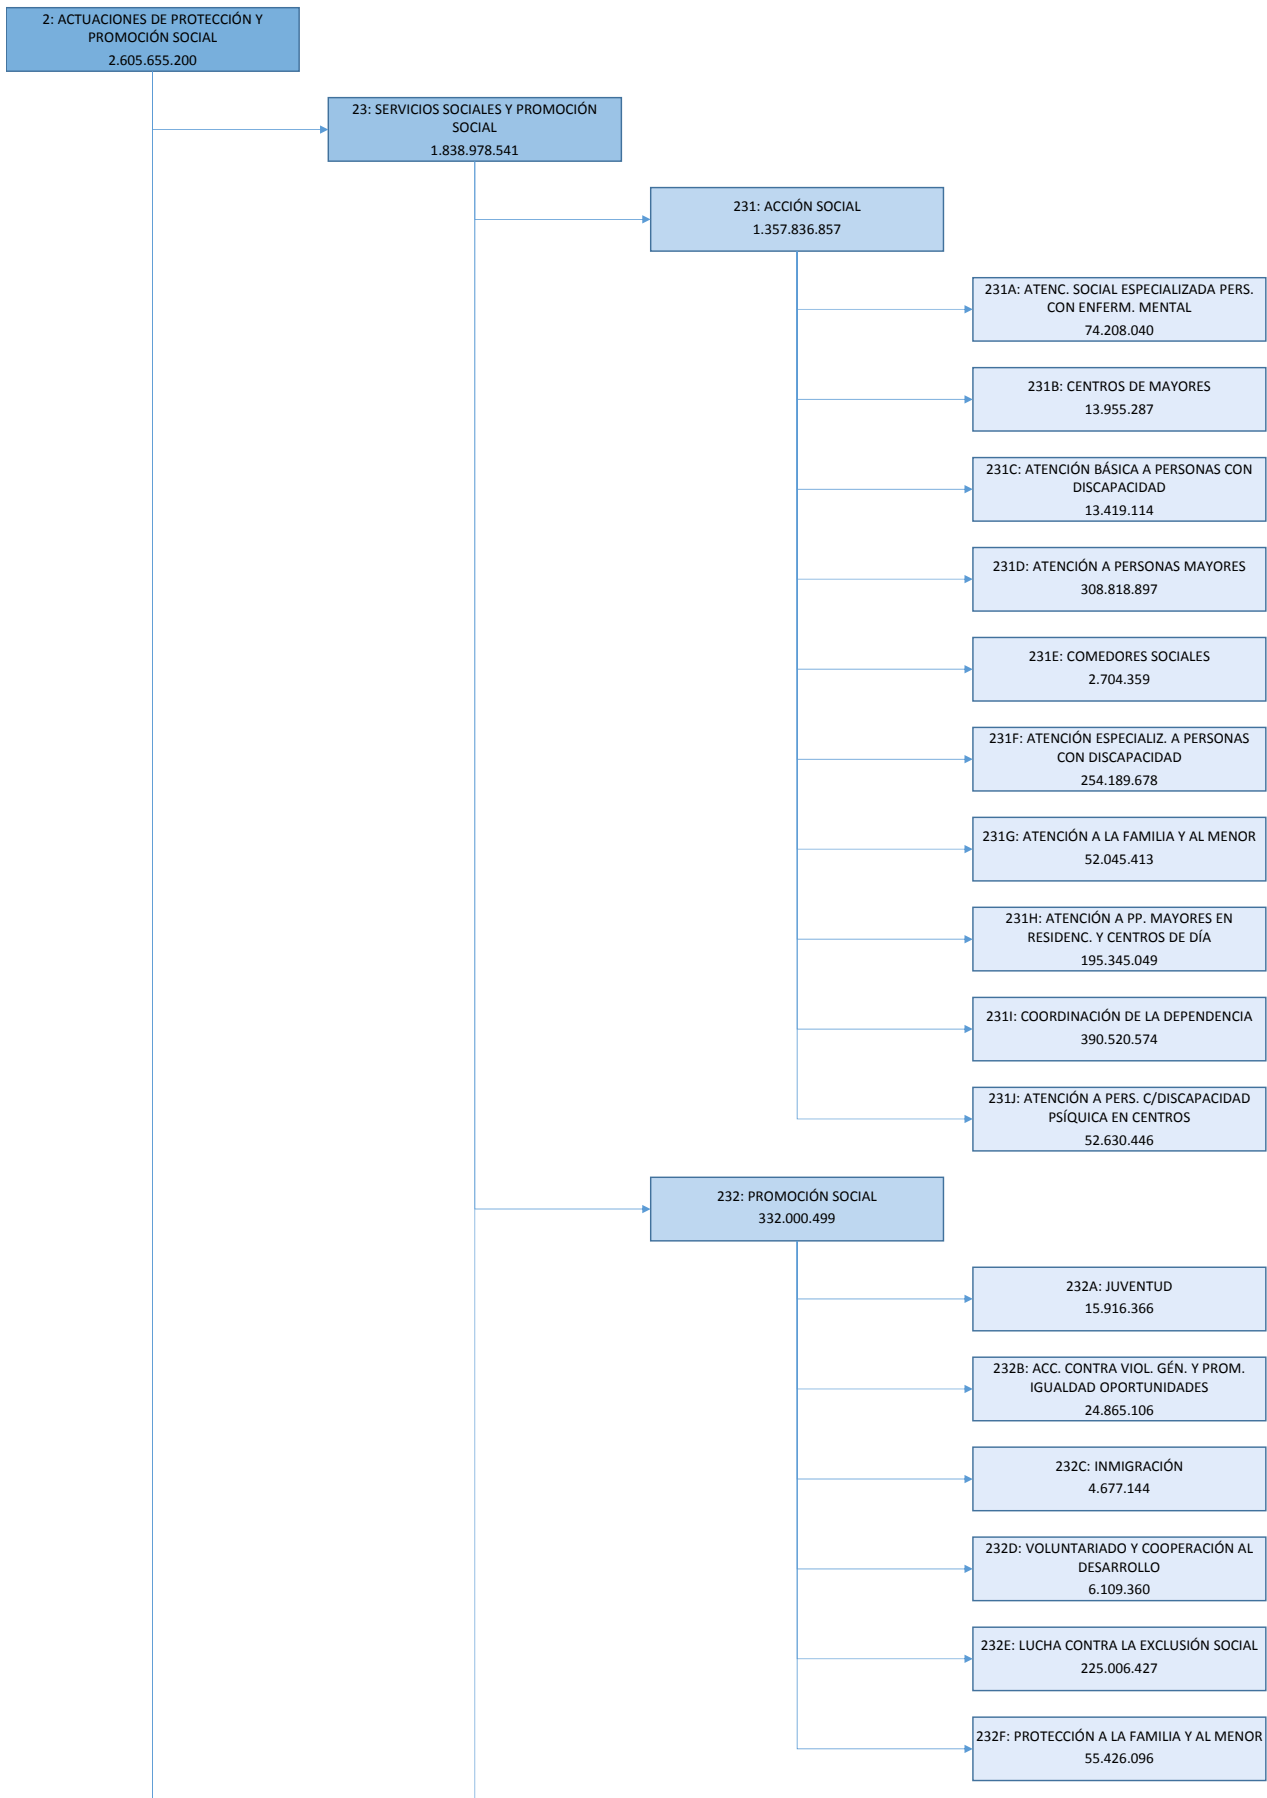 2: ACTUACIONES DE PROTECCIÓN Y
PROMOCIÓN SOCIAL
2.605.655.200
23: SERVICIOS SOCIALES Y PROMOCIÓN
SOCIAL
1.838.978.541
231: ACCIÓN SOCIAL
1.357.836.857
231A: ATENC. SOCIAL ESPECIALIZADA PERS.
CON ENFERM. MENTAL
74.208.040
231B: CENTROS DE MAYORES
13.955.287
231C: ATENCIÓN BÁSICA A PERSONAS CON
DISCAPACIDAD
13.419.114
231D: ATENCIÓN A PERSONAS MAYORES
308.818.897
231E: COMEDORES SOCIALES
2.704.359
231F: ATENCIÓN ESPECIALIZ. A PERSONAS
CON DISCAPACIDAD
254.189.678
231G: ATENCIÓN A LA FAMILIA Y AL MENOR
52.045.413
231H: ATENCIÓN A PP. MAYORES EN
RESIDENC. Y CENTROS DE DÍA
195.345.049
231I: COORDINACIÓN DE LA DEPENDENCIA
390.520.574
231J: ATENCIÓN A PERS. C/DISCAPACIDAD
PSÍQUICA EN CENTROS
52.630.446
232: PROMOCIÓN SOCIAL
332.000.499
232A: JUVENTUD
15.916.366
232B: ACC. CONTRA VIOL. GÉN. Y PROM.
IGUALDAD OPORTUNIDADES
24.865.106
232C: INMIGRACIÓN
4.677.144
232D: VOLUNTARIADO Y COOPERACIÓN AL
DESARROLLO
6.109.360
232E: LUCHA CONTRA LA EXCLUSIÓN SOCIAL
225.006.427
232F: PROTECCIÓN A LA FAMILIA Y AL MENOR
55.426.096